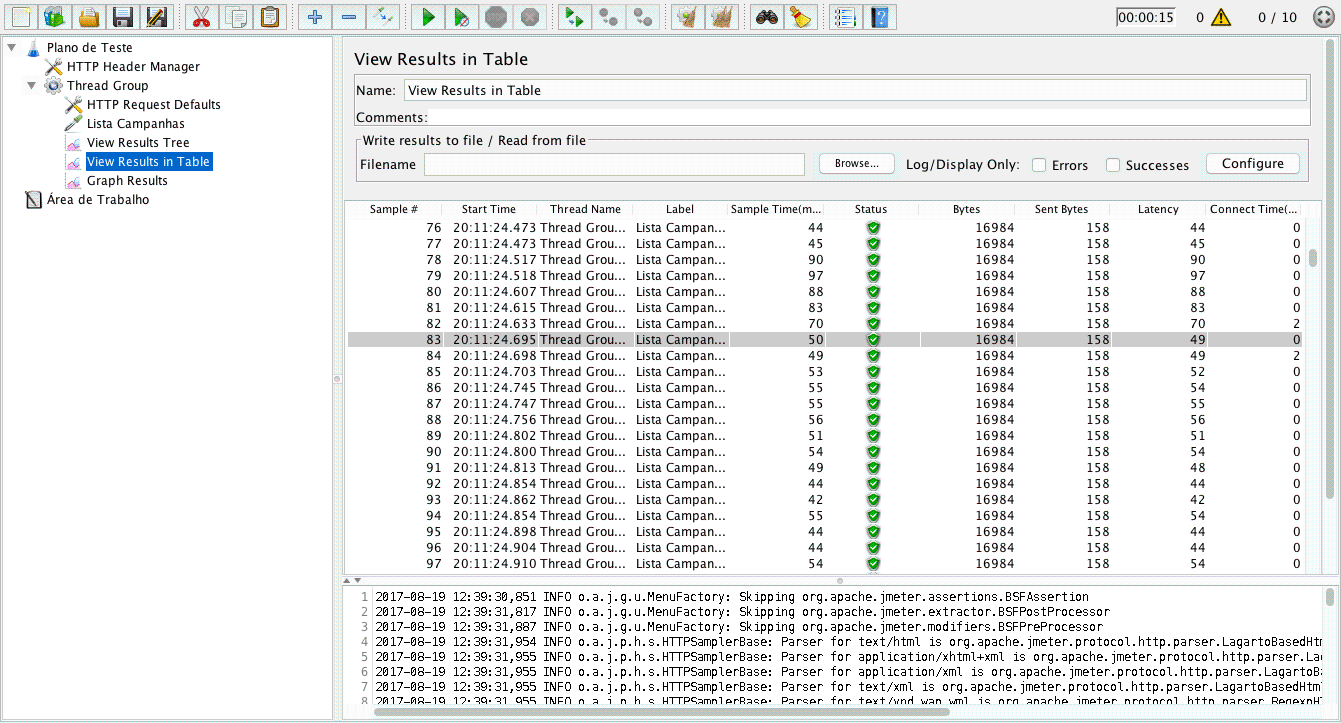 00:00:15 0 0 / 10
Plano de Teste
HTTP Header Manager
Thread Group
HTTP Request Defaults
Lista Campanhas
View Results Tree
View Results in Table
Graph Results
Área de Trabalho
View Results in Table
Name: View Results in Table
Comments:
Write results to file / Read from file
Filename Browse... Log/Display Only: Errors Successes Configure
Sample # Start Time Thread Name Label Sample Time(m... Status Bytes Sent Bytes Latency Connect Time(...
76 20:11:24.473 Thread Grou... Lista Campan... 44 16984 158 44 0
77 20:11:24.473 Thread Grou... Lista Campan... 45 16984 158 45 0
78 20:11:24.517 Thread Grou... Lista Campan... 90 16984 158 90 0
79 20:11:24.518 Thread Grou... Lista Campan... 97 16984 158 97 0
80 20:11:24.607 Thread Grou... Lista Campan... 88 16984 158 88 0
81 20:11:24.615 Thread Grou... Lista Campan... 83 16984 158 83 0
82 20:11:24.633 Thread Grou... Lista Campan... 70 16984 158 70 2
83 20:11:24.695 Thread Grou... Lista Campan... 50 16984 158 49 0
84 20:11:24.698 Thread Grou... Lista Campan... 49 16984 158 49 2
85 20:11:24.703 Thread Grou... Lista Campan... 53 16984 158 52 0
86 20:11:24.745 Thread Grou... Lista Campan... 55 16984 158 54 0
87 20:11:24.747 Thread Grou... Lista Campan... 55 16984 158 55 0
88 20:11:24.756 Thread Grou... Lista Campan... 56 16984 158 56 0
89 20:11:24.802 Thread Grou... Lista Campan... 51 16984 158 51 0
90 20:11:24.800 Thread Grou... Lista Campan... 54 16984 158 54 0
91 20:11:24.813 Thread Grou... Lista Campan... 49 16984 158 48 0
92 20:11:24.854 Thread Grou... Lista Campan... 44 16984 158 44 0
93 20:11:24.862 Thread Grou... Lista Campan... 42 16984 158 42 0
94 20:11:24.854 Thread Grou... Lista Campan... 55 16984 158 54 0
95 20:11:24.898 Thread Grou... Lista Campan... 44 16984 158 44 0
96 20:11:24.904 Thread Grou... Lista Campan... 44 16984 158 44 0
97 20:11:24.910 Thread Grou... Lista Campan... 54 16984 158 54 0
1 2017-08-19 12:39:30,851 INFO o.a.j.g.u.MenuFactory: Skipping org.apache.jmeter.assertions.BSFAssertion
2 2017-08-19 12:39:31,817 INFO o.a.j.g.u.MenuFactory: Skipping org.apache.jmeter.extractor.BSFPostProcessor
3 2017-08-19 12:39:31,887 INFO o.a.j.g.u.MenuFactory: Skipping org.apache.jmeter.modifiers.BSFPreProcessor
4 2017-08-19 12:39:31,954 INFO o.a.j.p.h.s.HTTPSamplerBase: Parser for text/html is org.apache.jmeter.protocol.http.parser.LagartoBasedHtm
5 2017-08-19 12:39:31,955 INFO o.a.j.p.h.s.HTTPSamplerBase: Parser for application/xhtml+xml is org.apache.jmeter.protocol.http.parser.Lag
6 2017-08-19 12:39:31,955 INFO o.a.j.p.h.s.HTTPSamplerBase: Parser for application/xml is org.apache.jmeter.protocol.http.parser.LagartoBa
7 2017-08-19 12:39:31,955 INFO o.a.j.p.h.s.HTTPSamplerBase: Parser for text/xml is org.apache.jmeter.protocol.http.parser.LagartoBasedHtml
8 2017-08-19 12:39:31,955 INFO o.a.j.p.h.s.HTTPSamplerBase: Parser for text/vnd.wap.wml is org.apache.jmeter.protocol.http.parser.RegexpHT